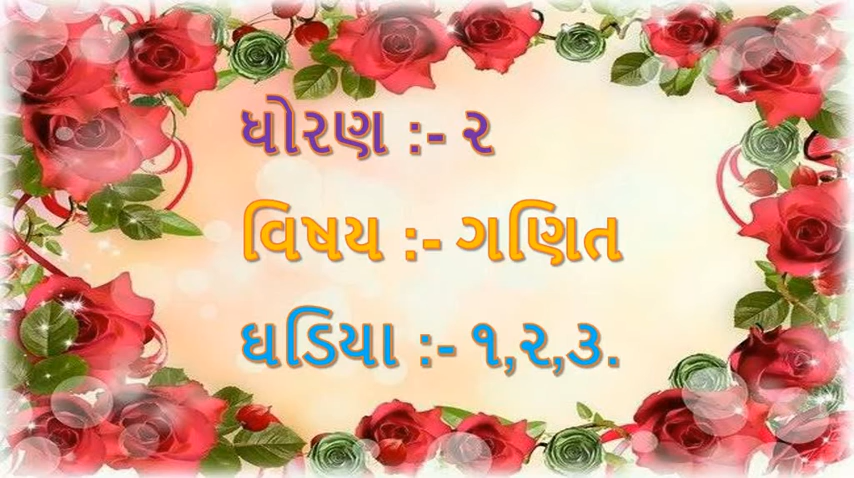 ધોરણ :- ૨
વિષય :- ગણિત
ઘડિયા :- ૧,૨,૩.